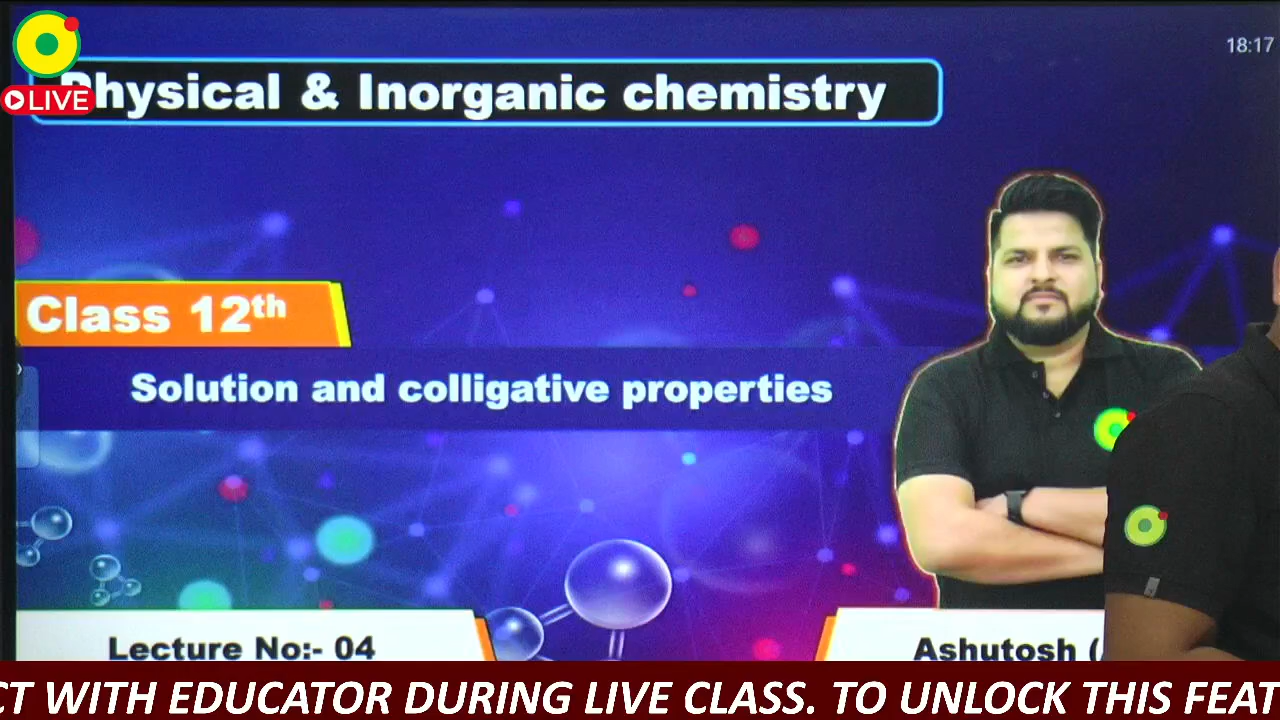 18:17
LIVE
Physical & Inorganic chemistry
Class 12th
Solution and colligative properties
Lecture No:- 04
Ashutosh (
CT WITH EDUCATOR DURING LIVE CLASS. TO UNLOCK THIS FEAT